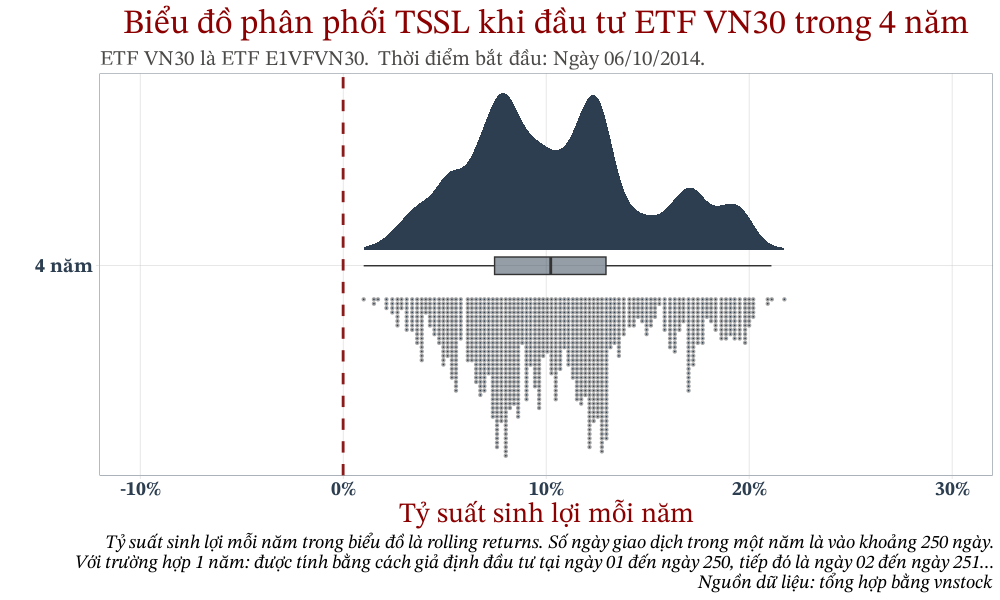 Biểu đồ phân phối TSSL khi đầu tư ETF VN30 trong 4 năm
ETF VN30 là ETF E1VFVN30. Thời điểm bắt đầu: Ngày 06/10/2014.
4 năm
-10% 0% 10% 20% 30%
Tỷ suất sinh lợi mỗi năm
Tỷ suất sinh lợi mỗi năm trong biểu đồ là rolling returns. Số ngày giao dịch trong một năm là vào khoảng 250 ngày.
Với trường hợp 1 năm: được tính bằng cách giả định đầu tư tại ngày 01 đến ngày 250, tiếp đó là ngày 02 đến ngày 251...
Nguồn dữ liệu: tổng hợp bằng vnstock